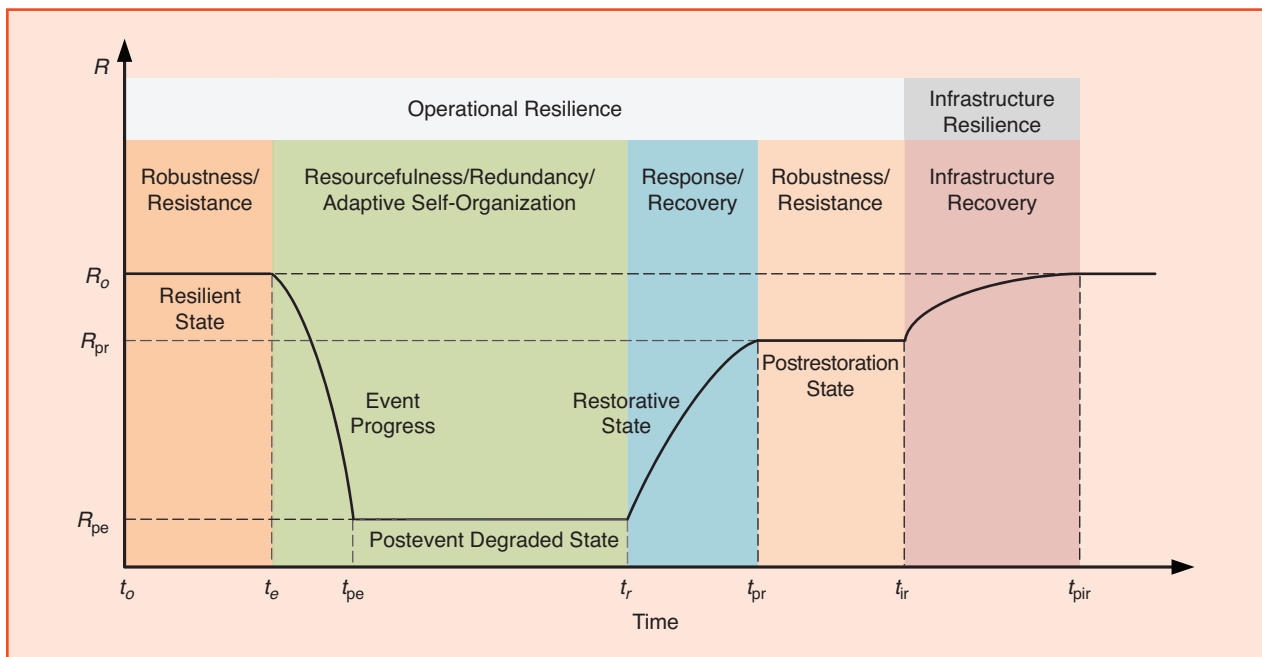 R
Operational Resilience
Infrastructure
Resilience
Robustness/
Resistance
Resourcefulness/Redundancy/
Adaptive Self-Organization
Response/
Recovery
Robustness/
Resistance
Infrastructure
Recovery
Ro
Resilient
State
Rpr
Postrestoration
State
Event
Progress
Restorative
State
Rpe
Postevent Degraded State
to te tpe tr tpr tir tpir
Time